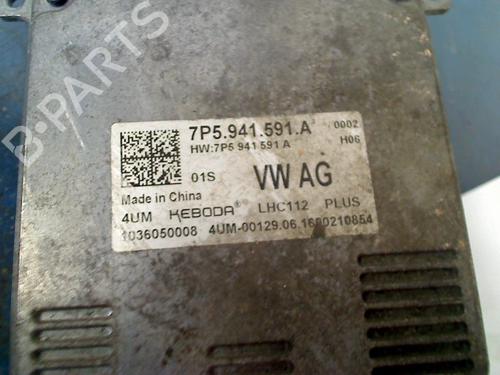 7P5.941.591.A 0002
HW:7P5 941 591 A H06
01S VW AG
Made in China
4UM KEBODA® LHC112 PLUS
1036050008 4UM-00129.06.1600210854
B-PARTS